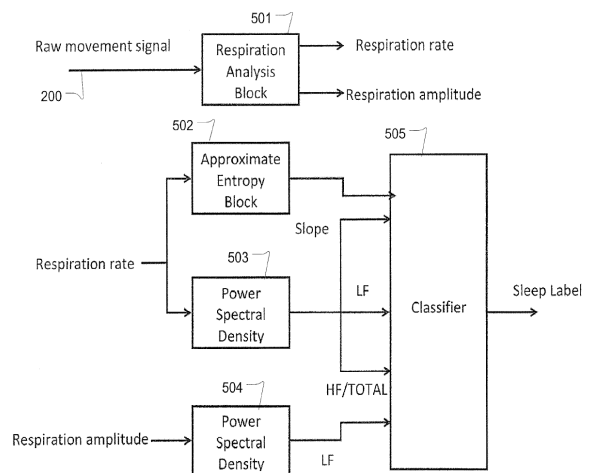 501
Raw movement signal
Respiration
Analysis
Block
Respiration rate
Respiration amplitude
200
502
505
Approximate
Entropy
Block
Slope
503
Respiration rate
Power
Spectral
Density
LF
Classifier
Sleep Label
HF/TOTAL
504
Respiration amplitude
Power
Spectral
Density
LF